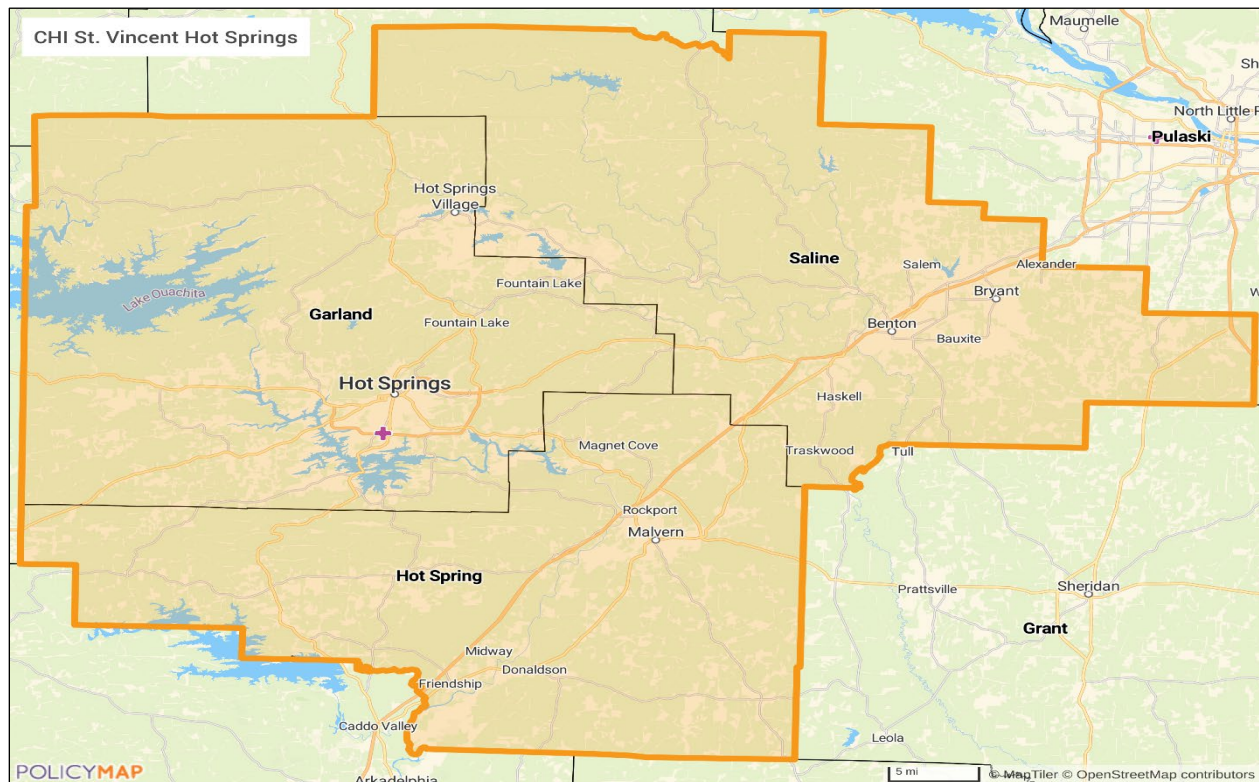 CHI St. Vincent Hot Springs
Maumelle
North Little
Pulaski
Hot Springs
Village
Saline
Salem
Alexander
Fountain Lake
Bryant
Lake Ouachita
Garland
Fountain Lake
Benton
Bauxite
Hot Springs
Haskell
Magnet Cove
Traskwood
Tull
Rockport
Malvern
Hot Spring
Prattsville
Sheridan
Grant
Midway
Donaldson
Friendship
Caddo Valley
Leola
POLICYMAP
Arkadelphia
5 mi
© MapTiler © OpenStreetMap contributors